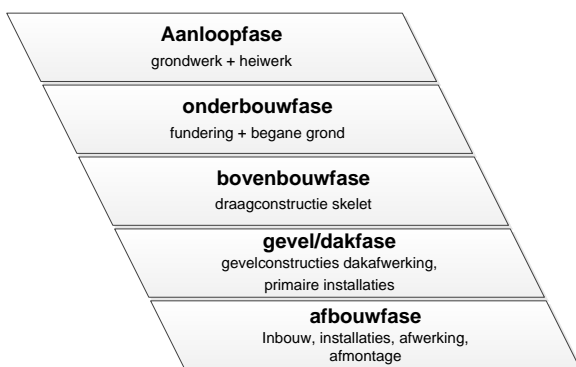 Aanloopfase
grondwerk + heiwerk
onderbouwfase
fundering + begane grond
bovenbouwfase
draagconstructie skelet
gevel/dakfase
gevelconstructies dakafwerking,
primaire installaties
afbouwfase
Inbouw, installaties, afwerking,
afmontage